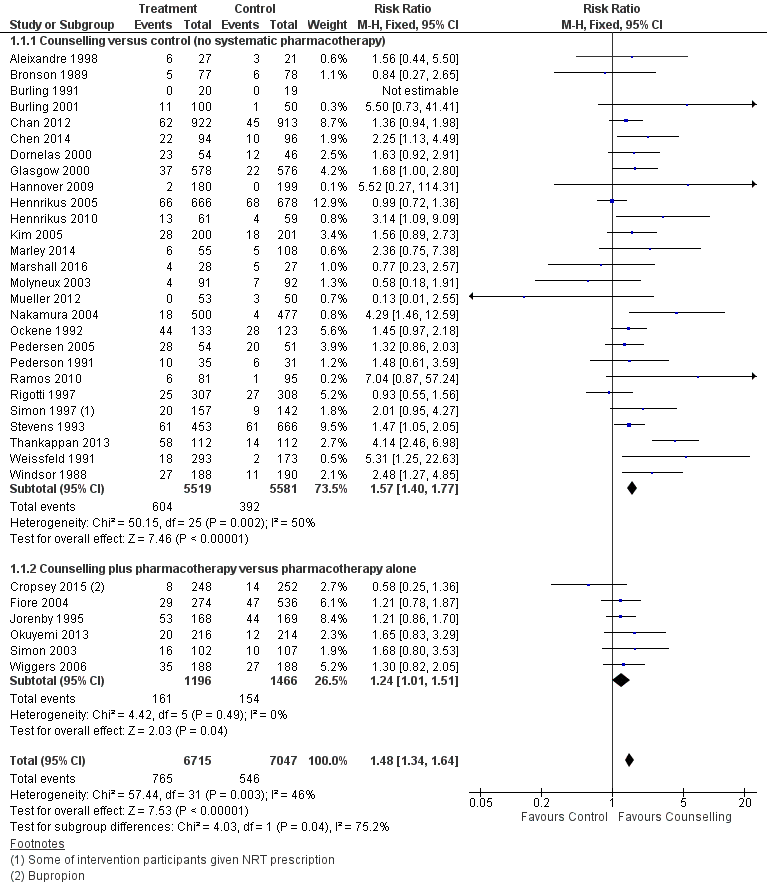 Treatment Control Risk Ratio Risk Ratio
Study or Subgroup Events Total Events Total Weight M-H, Fixed, 95% CI M-H, Fixed, 95% CI
1.1.1 Counselling versus control (no systematic pharmacotherapy)
Aleixandre 1998 6 27 3 21 0.6% 1.56 [0.44, 5.50]
Bronson 1989 5 77 6 78 1.1% 0.84 [0.27, 2.65]
Burling 1991 0 20 0 19 Not estimable
Burling 2001 11 100 1 50 0.3% 5.50 [0.73, 41.41]
Chan 2012 62 922 45 913 8.7% 1.36 [0.94, 1.98]
Chen 2014 22 94 10 96 1.9% 2.25 [1.13, 4.49]
Dornelas 2000 23 54 12 46 2.5% 1.63 [0.92, 2.91]
Glasgow 2000 37 578 22 576 4.2% 1.68 [1.00, 2.80]
Hannover 2009 2 180 0 199 0.1% 5.52 [0.27, 114.31]
Hennrikus 2005 66 666 68 678 12.9% 0.99 [0.72, 1.36]
Hennrikus 2010 13 61 4 59 0.8% 3.14 [1.09, 9.09]
Kim 2005 28 200 18 201 3.4% 1.56 [0.89, 2.73]
Marley 2014 6 55 5 108 0.6% 2.36 [0.75, 7.38]
Marshall 2016 4 28 5 27 1.0% 0.77 [0.23, 2.57]
Molyneux 2003 4 91 7 92 1.3% 0.58 [0.18, 1.91]
Mueller 2012 0 53 3 50 0.7% 0.13 [0.01, 2.55]
Nakamura 2004 18 500 4 477 0.8% 4.29 [1.46, 12.59]
Ockene 1992 44 133 28 123 5.6% 1.45 [0.97, 2.18]
Pedersen 2005 28 54 20 51 3.9% 1.32 [0.86, 2.03]
Pederson 1991 10 35 6 31 1.2% 1.48 [0.61, 3.59]
Ramos 2010 6 81 1 95 0.2% 7.04 [0.87, 57.24]
Rigotti 1997 25 307 27 308 5.2% 0.93 [0.55, 1.56]
Simon 1997 (1) 20 157 9 142 1.8% 2.01 [0.95, 4.27]
Stevens 1993 61 453 61 666 9.5% 1.47 [1.05, 2.05]
Thankappan 2013 58 112 14 112 2.7% 4.14 [2.46, 6.98]
Weissfeld 1991 18 293 2 173 0.5% 5.31 [1.25, 22.63]
Windsor 1988 27 188 11 190 2.1% 2.48 [1.27, 4.85]
Subtotal (95% CI) 5519 5581 73.5% 1.57 [1.40, 1.77]
Total events 604 392
Heterogeneity: Chi² = 50.15, df = 25 (P = 0.002); I² = 50%
Test for overall effect: Z = 7.46 (P < 0.00001)
1.1.2 Counselling plus pharmacotherapy versus pharmacotherapy alone
Cropsey 2015 (2) 8 248 14 252 2.7% 0.58 [0.25, 1.36]
Fiore 2004 29 274 47 536 6.1% 1.21 [0.78, 1.87]
Jorenby 1995 53 168 44 169 8.4% 1.21 [0.86, 1.70]
Okuyemi 2013 20 216 12 214 2.3% 1.65 [0.83, 3.29]
Simon 2003 16 102 10 107 1.9% 1.68 [0.80, 3.53]
Wiggers 2006 35 188 27 188 5.2% 1.30 [0.82, 2.05]
Subtotal (95% CI) 1196 1466 26.5% 1.24 [1.01, 1.51]
Total events 161 154
Heterogeneity: Chi² = 4.42, df = 5 (P = 0.49); I² = 0%
Test for overall effect: Z = 2.03 (P = 0.04)
Total (95% CI) 6715 7047 100.0% 1.48 [1.34, 1.64]
Total events 765 546
Heterogeneity: Chi² = 57.44, df = 31 (P = 0.003); I² = 46%
Test for overall effect: Z = 7.53 (P < 0.00001)
Test for subgroup differences: Chi² = 4.03, df = 1 (P = 0.04), I² = 75.2%
0.05 0.2 1 5 20
Favours Control Favours Counselling
Footnotes
(1) Some of intervention participants given NRT prescription
(2) Bupropion